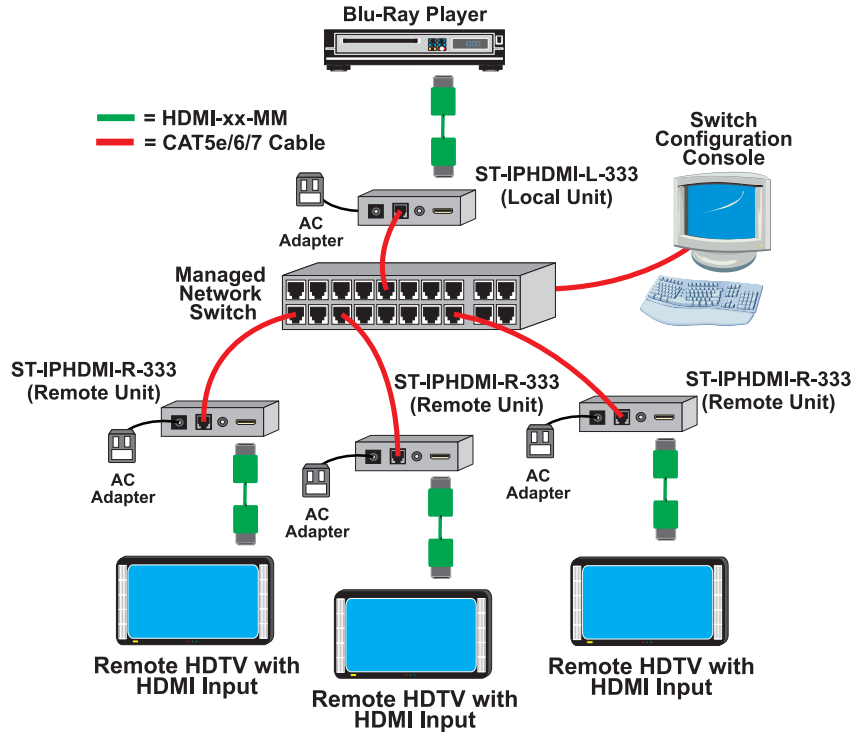 Blu-Ray Player
= HDMI-xx-MM
= CAT5e/6/7 Cable
Switch
Configuration
Console
ST-IPHDMI-L-333
(Local Unit)
AC
Adapter
Managed
Network
Switch
ST-IPHDMI-R-333
(Remote Unit)
ST-IPHDMI-R-333
(Remote Unit)
ST-IPHDMI-R-333
(Remote Unit)
AC
Adapter
AC
Adapter
AC
Adapter
Remote HDTV with
HDMI Input
Remote HDTV with
HDMI Input
Remote HDTV with
HDMI Input